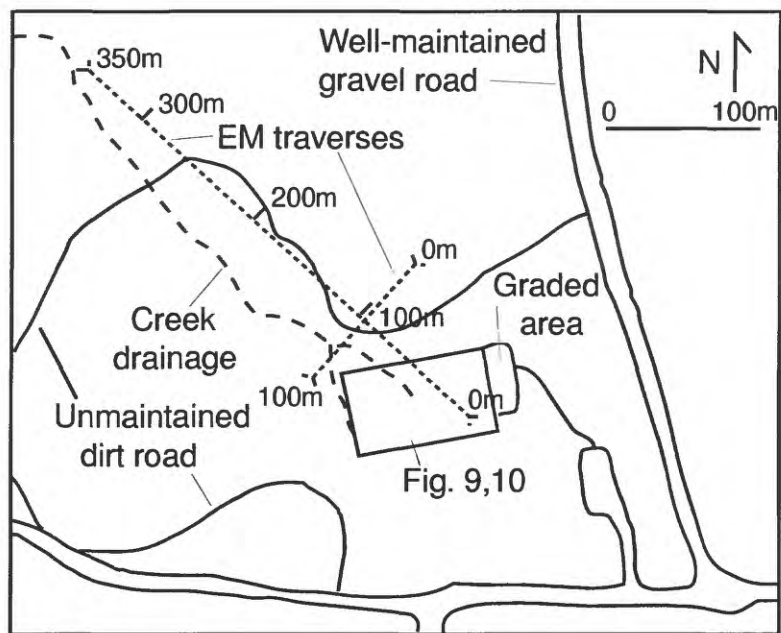 350m
Well-maintained
gravel road
N
300m
0
100m
EM traverses
200m
0m
100m
Graded
area
Creek
drainage
100m
0m
Unmaintained
dirt road
Fig. 9,10